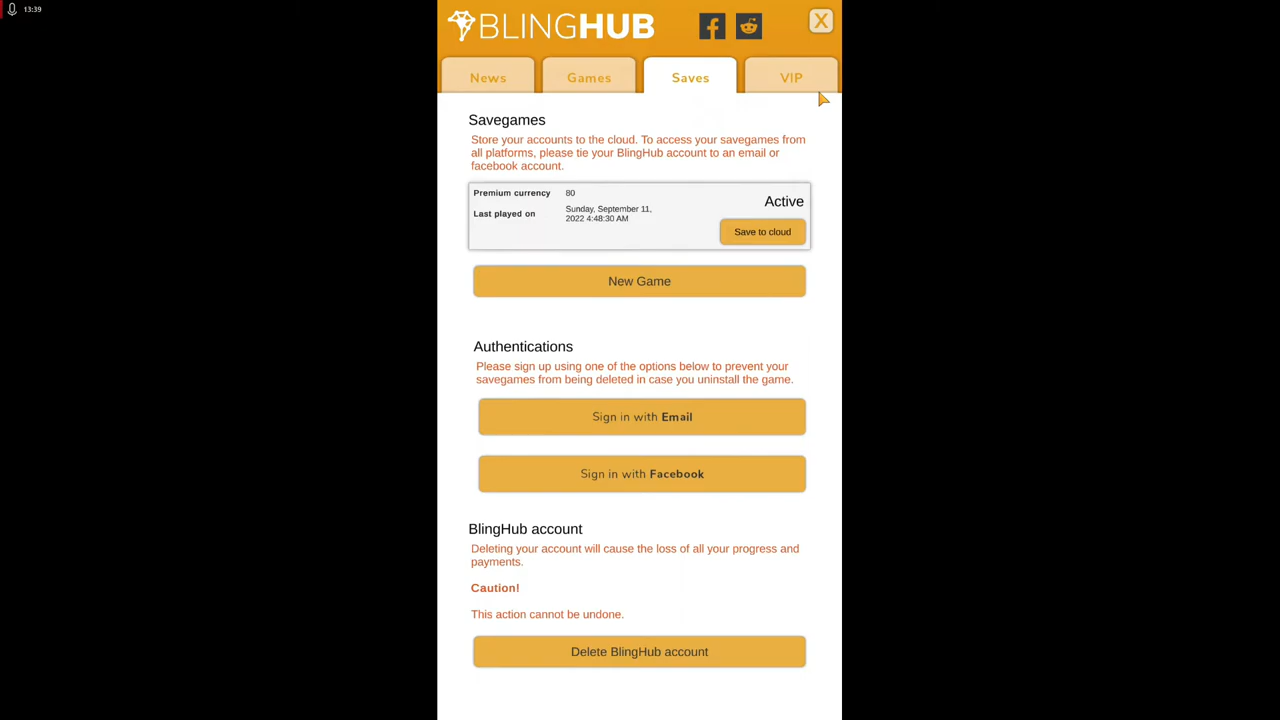 13:39
BLINGHUB
X
News Games Saves VIP
Savegames
Store your accounts to the cloud. To access your savegames from
all platforms, please tie your BlingHub account to an email or
facebook account.
Premium currency 80
Active
Last played on Sunday, September 11,
2022 4:48:30 AM
Save to cloud
New Game
Authentications
Please sign up using one of the options below to prevent your
savegames from being deleted in case you uninstall the game.
Sign in with Email
Sign in with Facebook
BlingHub account
Deleting your account will cause the loss of all your progress and
payments.
Caution!
This action cannot be undone.
Delete BlingHub account